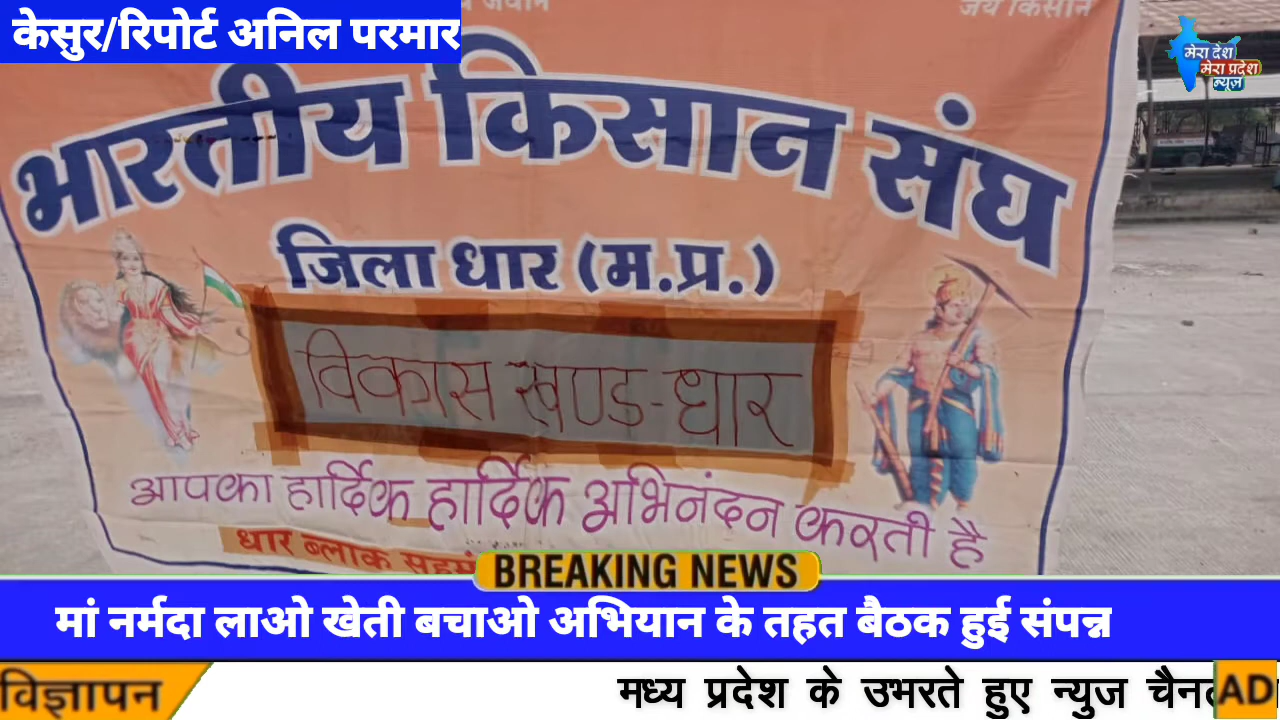 केसुर/रिपोर्ट अनिल परमार
जय किसान
मेरा देश
मेरा प्रदेश
न्यूज़
भारतीय किसान संघ
जिला धार (म.प्र.)
विकास खण्ड-धार
आपका हार्दिक हार्दिक अभिनंदन करती है
धार ब्लाक
BREAKING NEWS
मां नर्मदा लाओ खेती बचाओ अभियान के तहत बैठक हुई संपन्न
विज्ञापन
मध्य प्रदेश के उभरते हुए न्युज
AD